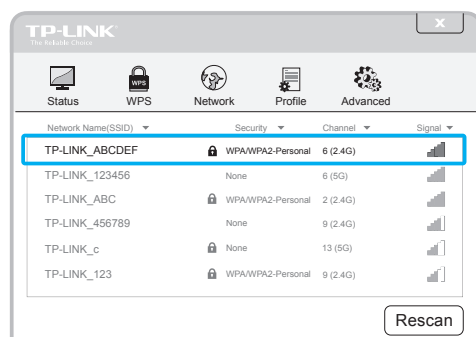 TP-LINK
The Reliable Choice
X
WPS
Status WPS Network Profile Advanced
Network Name(SSID) Security Channel Signal
TP-LINK_ABCDEF WPA/WPA2-Personal 6 (2.4G)
TP-LINK_123456 None 6 (5G)
TP-LINK_ABC WPA/WPA2-Personal 2 (2.4G)
TP-LINK_456789 None 9 (2.4G)
TP-LINK_c None 13 (5G)
TP-LINK_123 WPA/WPA2-Personal 9 (2.4G)
Rescan